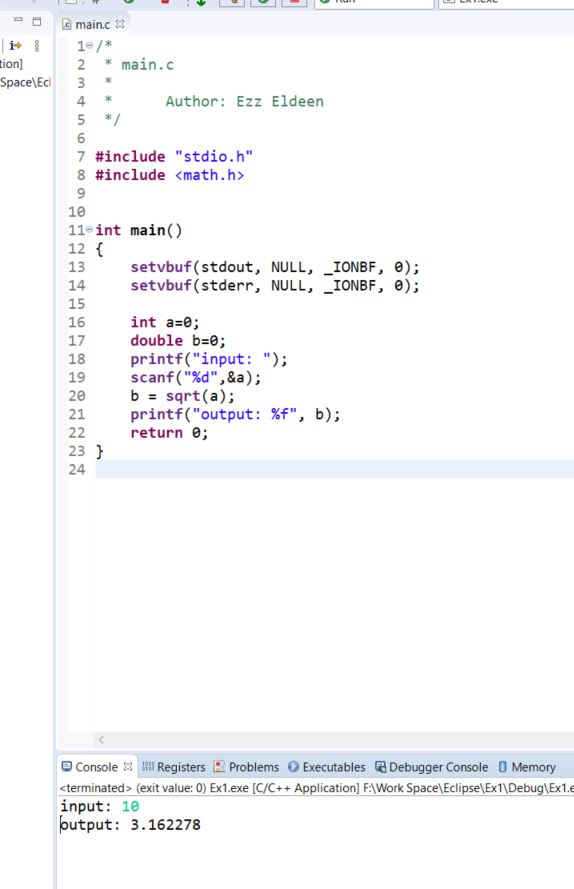 Run
Ex1.exe
main.c
tion]
Space\Ecl
1 /*
2  * main.c
3  *
4  *      Author: Ezz Eldeen
5  */
6
7 #include "stdio.h"
8 #include <math.h>
9
10
11 int main()
12 {
13     setvbuf(stdout, NULL, _IONBF, 0);
14     setvbuf(stderr, NULL, _IONBF, 0);
15
16     int a=0;
17     double b=0;
18     printf("input: ");
19     scanf("%d",&a);
20     b = sqrt(a);
21     printf("output: %f", b);
22     return 0;
23 }
24
Console Registers Problems Executables Debugger Console Memory
<terminated> (exit value: 0) Ex1.exe [C/C++ Application] F:\Work Space\Eclipse\Ex1\Debug\Ex1.e
input: 10
output: 3.162278